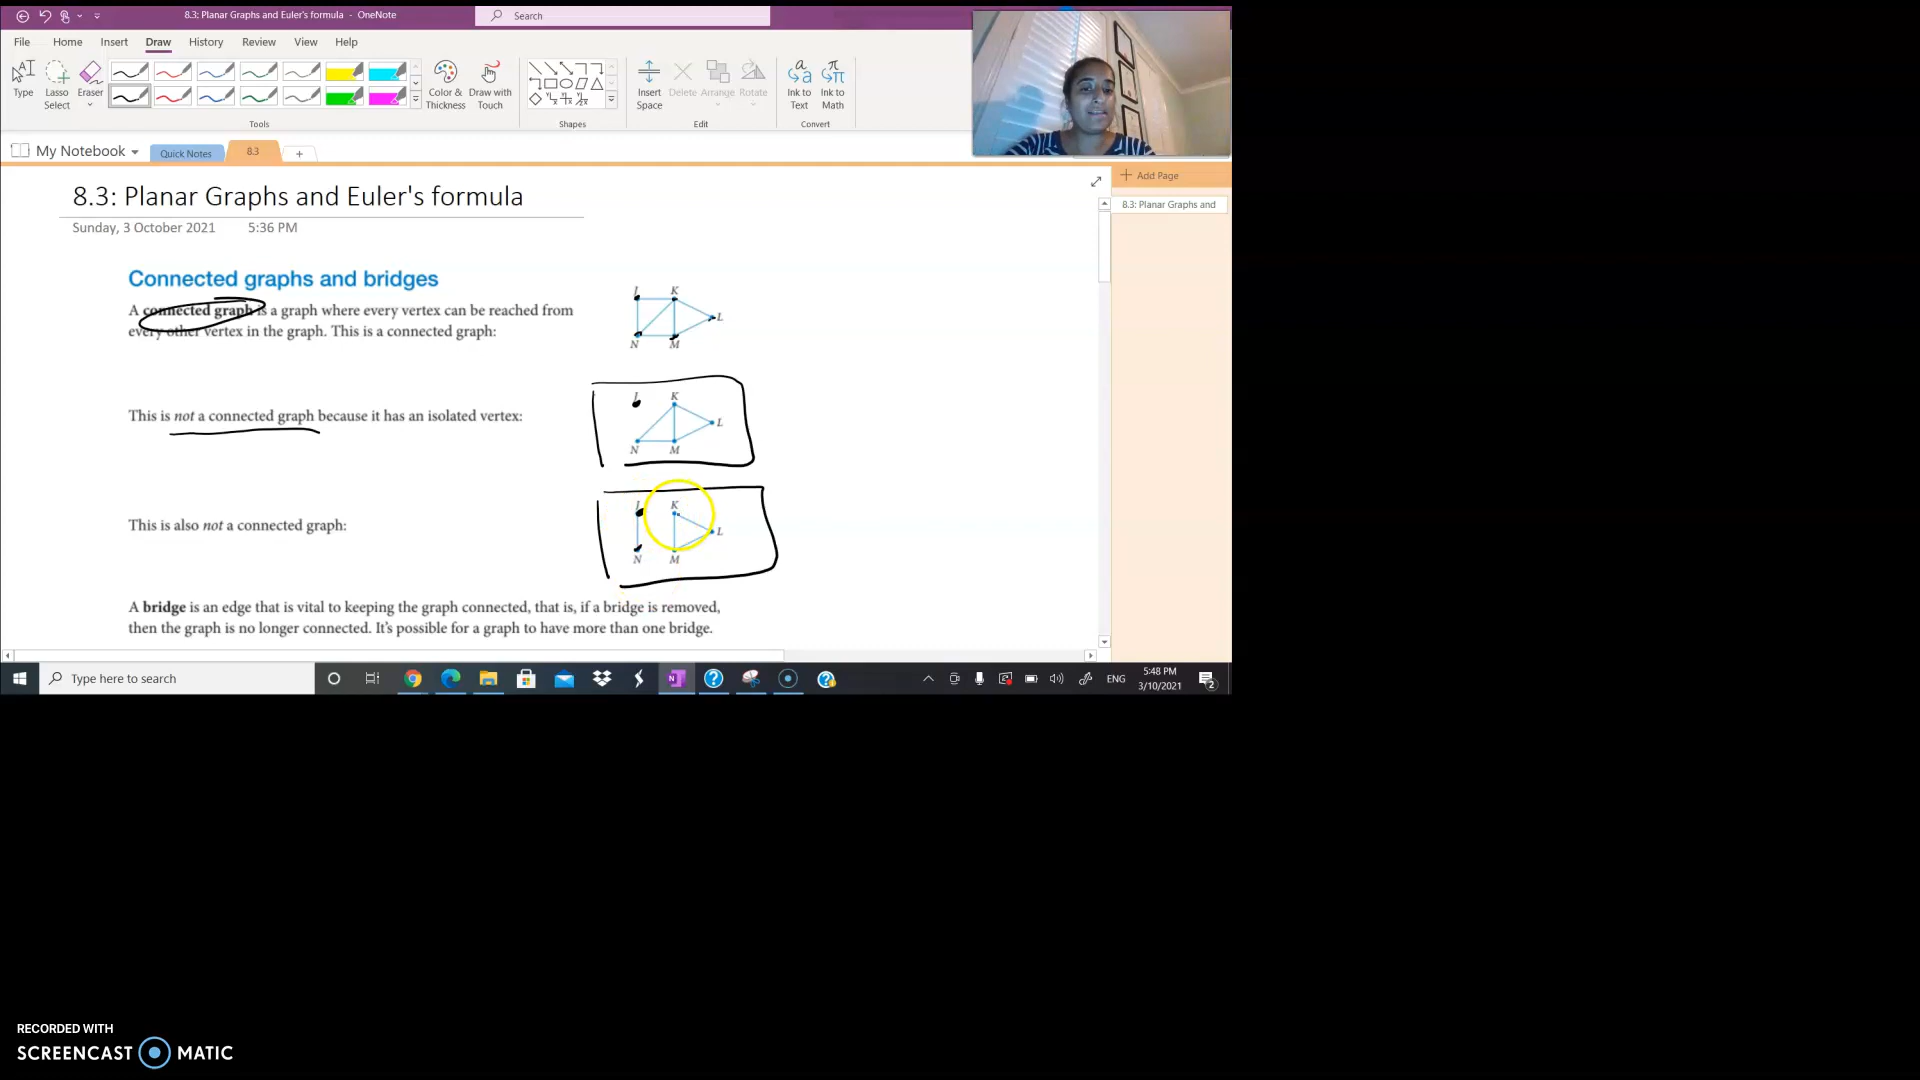 8.3: Planar Graphs and Euler's formula - OneNote
Search
File Home Insert Draw History Review View Help
Type
Lasso Select
Eraser
Color & Thickness
Draw with Touch
Insert Space
Delete
Arrange
Rotate
Ink to Text
Ink to Math
Tools
Shapes
Edit
Convert
My Notebook
Quick Notes
8.3
Add Page
8.3: Planar Graphs and
8.3: Planar Graphs and Euler's formula
Sunday, 3 October 2021 5:36 PM
Connected graphs and bridges
A connected graph is a graph where every vertex can be reached from
every other vertex in the graph. This is a connected graph:
J K
L
N M
This is not a connected graph because it has an isolated vertex:
J K
L
N M
This is also not a connected graph:
J K
L
N M
A bridge is an edge that is vital to keeping the graph connected, that is, if a bridge is removed,
then the graph is no longer connected. It's possible for a graph to have more than one bridge.
Type here to search
ENG
5:48 PM
3/10/2021
2
RECORDED WITH
SCREENCAST MATIC